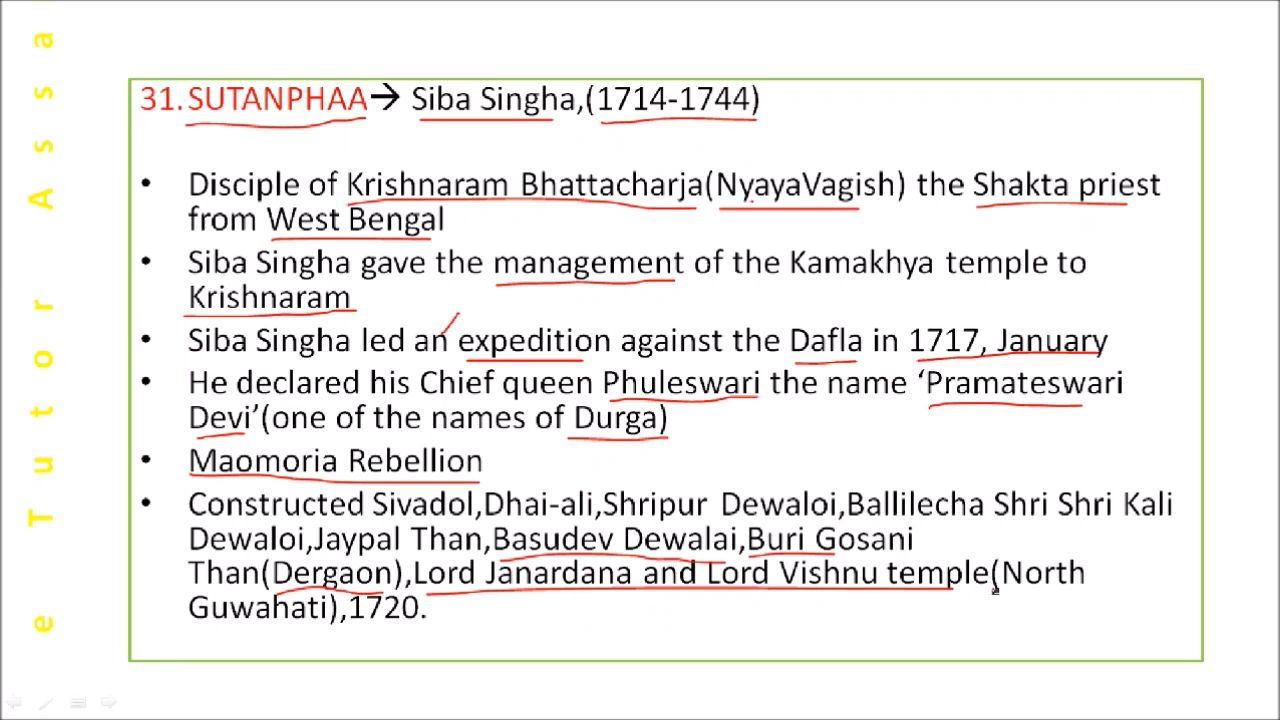 31. SUTANPHAA→ Siba Singha,(1714-1744)
• Disciple of Krishnaram Bhattacharja(NyayaVagish) the Shakta priest
from West Bengal
• Siba Singha gave the management of the Kamakhya temple to
Krishnaram
• Siba Singha led an expedition against the Dafla in 1717, January
• He declared his Chief queen Phuleswari the name ‘Pramateswari
Devi’(one of the names of Durga)
• Maomoria Rebellion
• Constructed Sivadol,Dhai-ali,Shripur Dewaloi,Ballilecha Shri Shri Kali
Dewaloi,Jaypal Than,Basudev Dewalai,Buri Gosani
Than(Dergaon),Lord Janardana and Lord Vishnu temple(North
Guwahati),1720.
e Tutor Assa